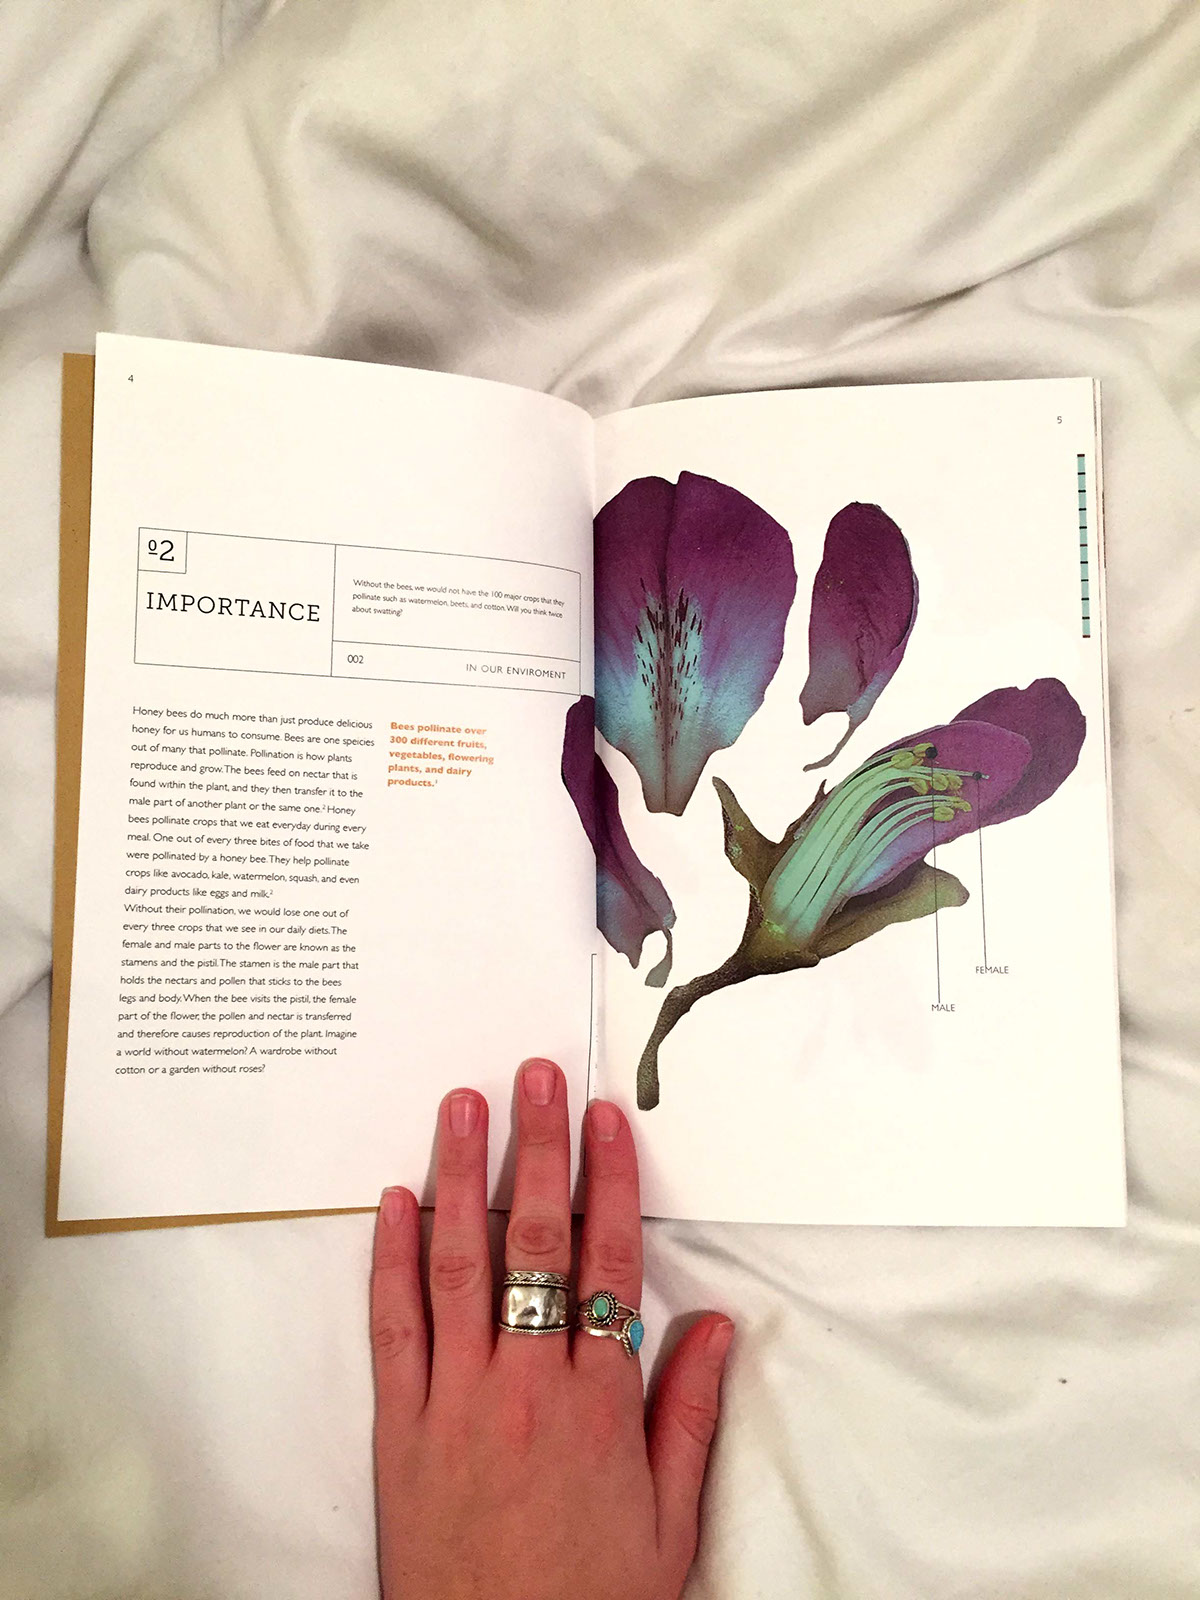 4
02
IMPORTANCE
Without the bees, we would not have the 100 major crops that they
pollinate such as watermelon, beets, and cotton. Will you think twice
about swatting?
002
IN OUR ENVIROMENT
Honey bees do much more than just produce delicious
honey for us humans to consume. Bees are one speicies
out of many that pollinate. Pollination is how plants
reproduce and grow. The bees feed on nectar that is
found within the plant, and they then transfer it to the
male part of another plant or the same one.² Honey
bees pollinate crops that we eat everyday during every
meal. One out of every three bites of food that we take
were pollinated by a honey bee. They help pollinate
crops like avocado, kale, watermelon, squash, and even
dairy products like eggs and milk.²
Without their pollination, we would lose one out of
every three crops that we see in our daily diets. The
female and male parts to the flower are known as the
stamens and the pistil. The stamen is the male part that
holds the nectars and pollen that sticks to the bees
legs and body. When the bee visits the pistil, the female
part of the flower, the pollen and nectar is transferred
and therefore causes reproduction of the plant. Imagine
a world without watermelon? A wardrobe without
cotton or a garden without roses?
Bees pollinate over
300 different fruits,
vegetables, flowering
plants, and dairy
products.¹
5
FEMALE
MALE